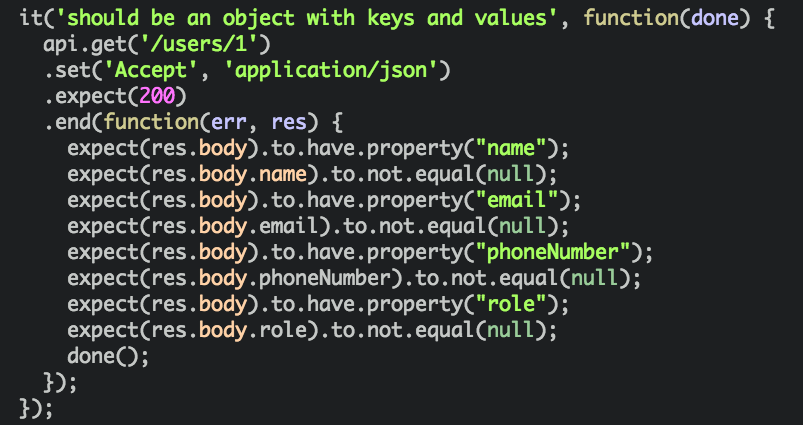 it('should be an object with keys and values', function(done) {
  api.get('/users/1')
  .set('Accept', 'application/json')
  .expect(200)
  .end(function(err, res) {
    expect(res.body).to.have.property("name");
    expect(res.body.name).to.not.equal(null);
    expect(res.body).to.have.property("email");
    expect(res.body.email).to.not.equal(null);
    expect(res.body).to.have.property("phoneNumber");
    expect(res.body.phoneNumber).to.not.equal(null);
    expect(res.body).to.have.property("role");
    expect(res.body.role).to.not.equal(null);
    done();
  });
});